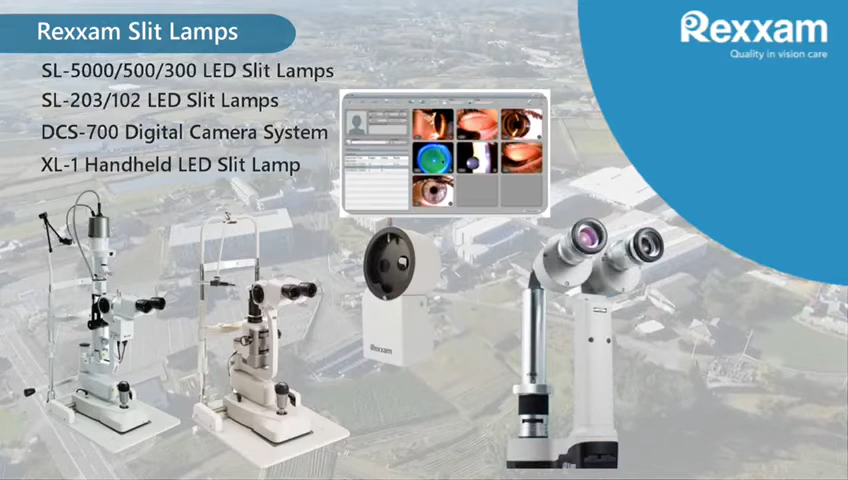 Rexxam Slit Lamps
Rexxam
Quality in vision care
SL-5000/500/300 LED Slit Lamps
SL-203/102 LED Slit Lamps
DCS-700 Digital Camera System
XL-1 Handheld LED Slit Lamp
Rexxam